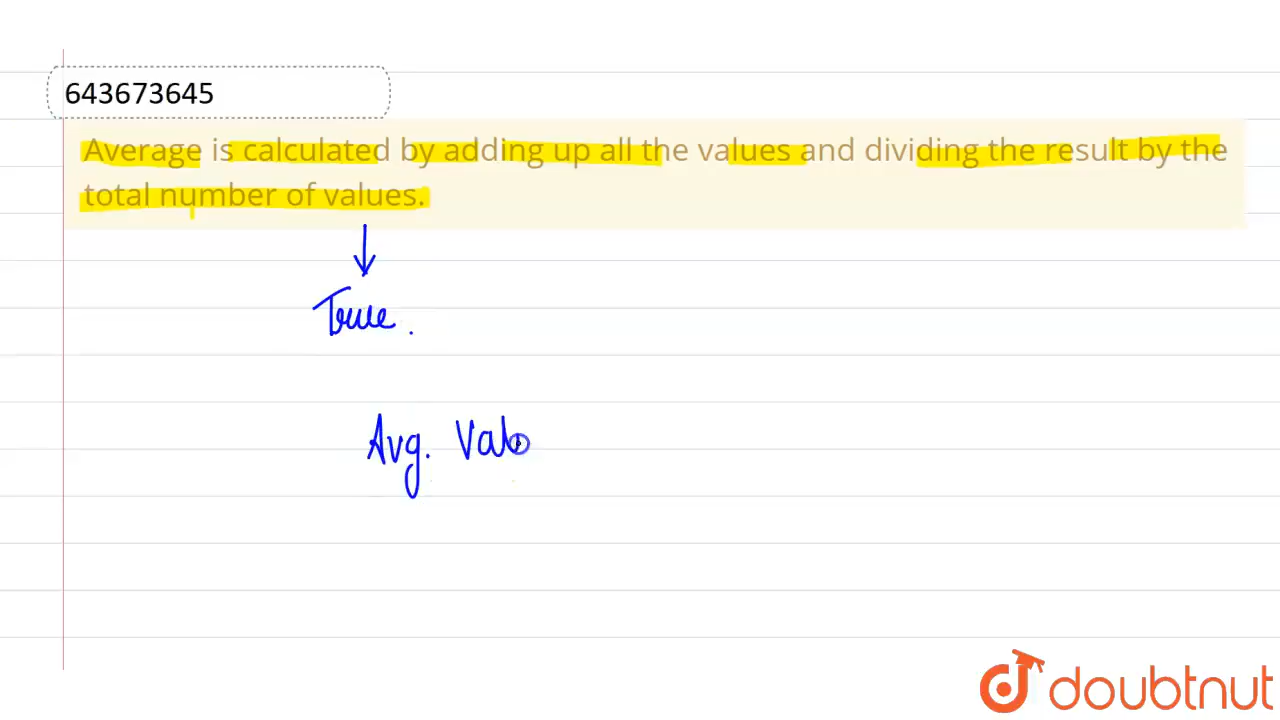 643673645
Average is calculated by adding up all the values and dividing the result by the
total number of values.
True.
Avg. Val
doubtnut